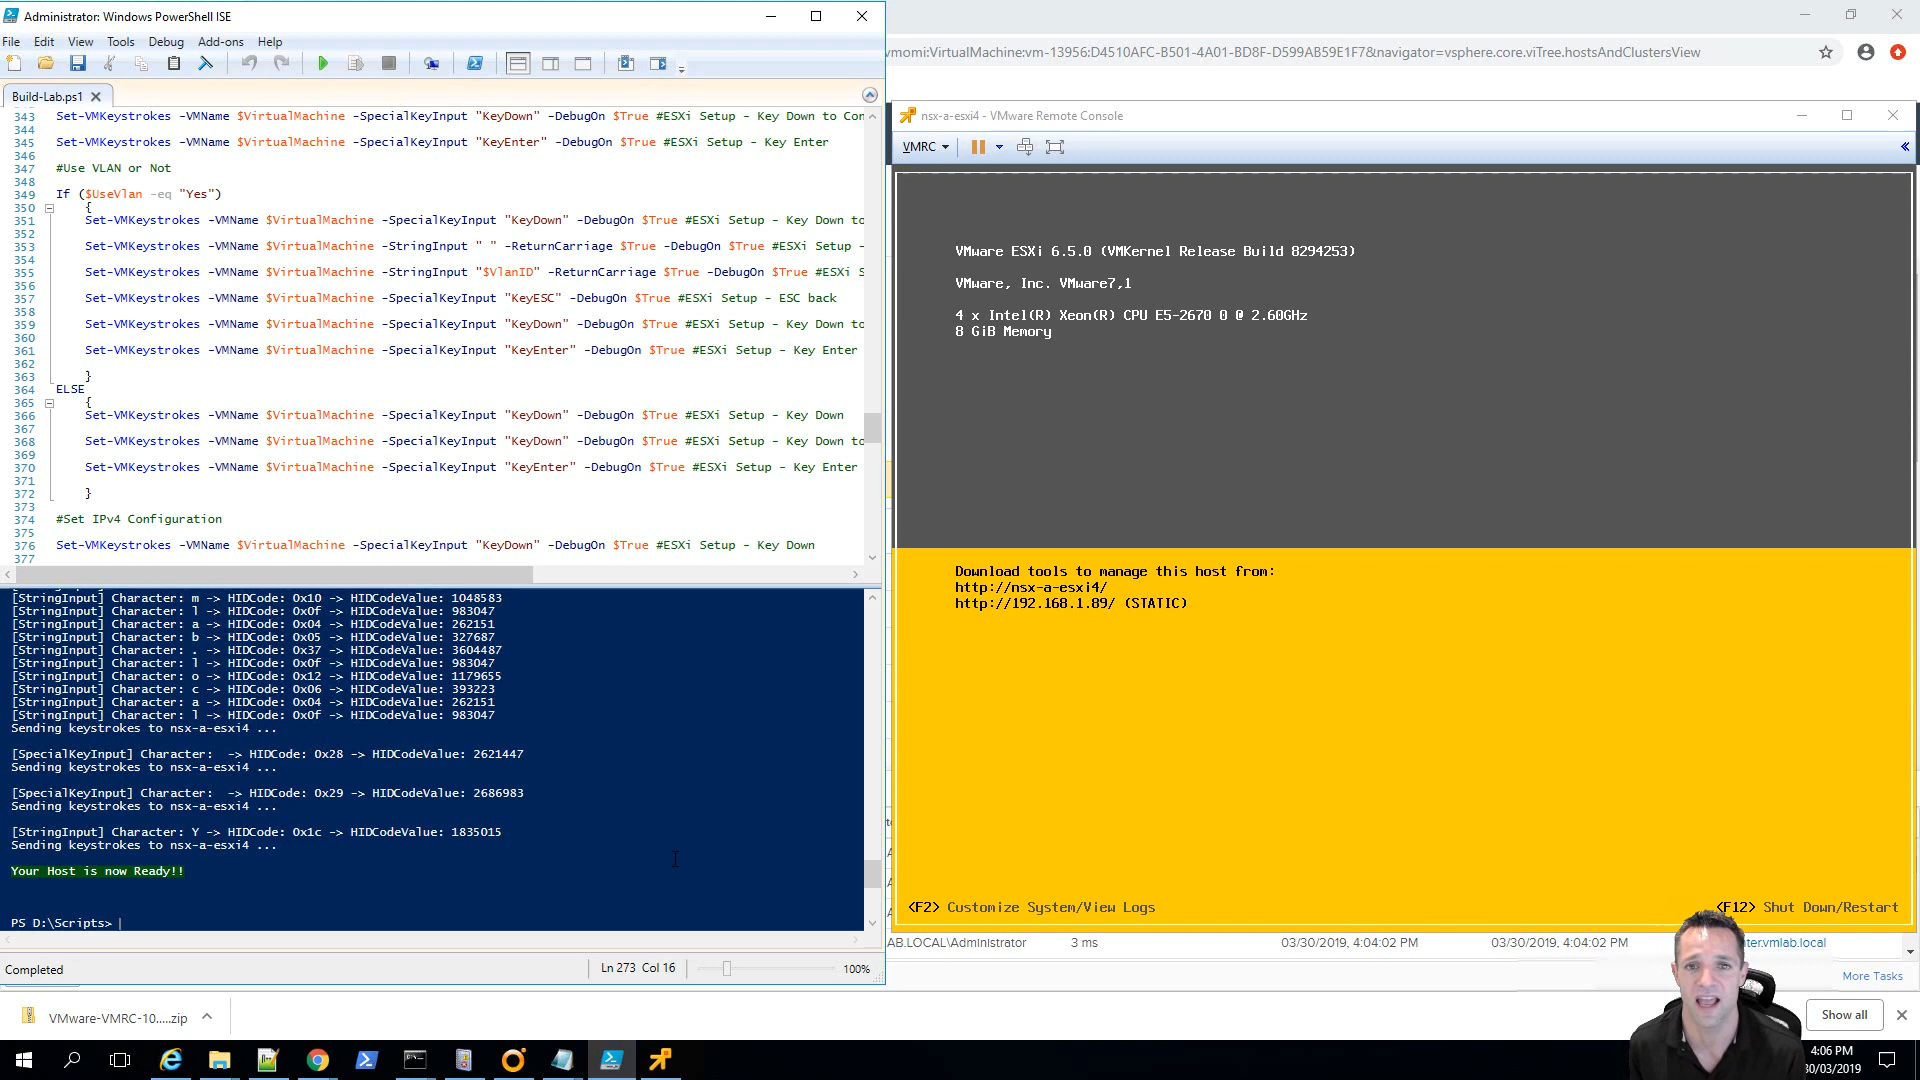 Administrator: Windows PowerShell ISE
File Edit View Tools Debug Add-ons Help
Build-Lab.ps1
343 Set-VMKeystrokes -VMName $VirtualMachine -SpecialKeyInput "KeyDown" -DebugOn $True #ESXi Setup - Key Down to Con
344
345 Set-VMKeystrokes -VMName $VirtualMachine -SpecialKeyInput "KeyEnter" -DebugOn $True #ESXi Setup - Key Enter
346
347 #Use VLAN or Not
348
349 If ($UseVlan -eq "Yes")
350 {
351 Set-VMKeystrokes -VMName $VirtualMachine -SpecialKeyInput "KeyDown" -DebugOn $True #ESXi Setup - Key Down to
352
353 Set-VMKeystrokes -VMName $VirtualMachine -StringInput " " -ReturnCarriage $True -DebugOn $True #ESXi Setup -
354
355 Set-VMKeystrokes -VMName $VirtualMachine -StringInput "$VlanID" -ReturnCarriage $True -DebugOn $True #ESXi S
356
357 Set-VMKeystrokes -VMName $VirtualMachine -SpecialKeyInput "KeyESC" -DebugOn $True #ESXi Setup - ESC back
358
359 Set-VMKeystrokes -VMName $VirtualMachine -SpecialKeyInput "KeyDown" -DebugOn $True #ESXi Setup - Key Down to
360
361 Set-VMKeystrokes -VMName $VirtualMachine -SpecialKeyInput "KeyEnter" -DebugOn $True #ESXi Setup - Key Enter
362
363 }
364 ELSE
365 {
366 Set-VMKeystrokes -VMName $VirtualMachine -SpecialKeyInput "KeyDown" -DebugOn $True #ESXi Setup - Key Down
367
368 Set-VMKeystrokes -VMName $VirtualMachine -SpecialKeyInput "KeyDown" -DebugOn $True #ESXi Setup - Key Down to
369
370 Set-VMKeystrokes -VMName $VirtualMachine -SpecialKeyInput "KeyEnter" -DebugOn $True #ESXi Setup - Key Enter
371
372 }
373
374 #Set IPv4 Configuration
375
376 Set-VMKeystrokes -VMName $VirtualMachine -SpecialKeyInput "KeyDown" -DebugOn $True #ESXi Setup - Key Down
377
[StringInput] Character: m -> HIDCode: 0x10 -> HIDCodeValue: 1048583
[StringInput] Character: l -> HIDCode: 0x0f -> HIDCodeValue: 983047
[StringInput] Character: a -> HIDCode: 0x04 -> HIDCodeValue: 262151
[StringInput] Character: b -> HIDCode: 0x05 -> HIDCodeValue: 327687
[StringInput] Character: . -> HIDCode: 0x37 -> HIDCodeValue: 3604487
[StringInput] Character: l -> HIDCode: 0x0f -> HIDCodeValue: 983047
[StringInput] Character: o -> HIDCode: 0x12 -> HIDCodeValue: 1179655
[StringInput] Character: c -> HIDCode: 0x06 -> HIDCodeValue: 393223
[StringInput] Character: a -> HIDCode: 0x04 -> HIDCodeValue: 262151
[StringInput] Character: l -> HIDCode: 0x0f -> HIDCodeValue: 983047
Sending keystrokes to nsx-a-esxi4 ...
[SpecialKeyInput] Character: -> HIDCode: 0x28 -> HIDCodeValue: 2621447
Sending keystrokes to nsx-a-esxi4 ...
[SpecialKeyInput] Character: -> HIDCode: 0x29 -> HIDCodeValue: 2686983
Sending keystrokes to nsx-a-esxi4 ...
[StringInput] Character: Y -> HIDCode: 0x1c -> HIDCodeValue: 1835015
Sending keystrokes to nsx-a-esxi4 ...
Your Host is now Ready!!
PS D:\Scripts>
Completed
Ln 273 Col 16
100%
vmomi:VirtualMachine:vm-13956:D4510AFC-B501-4A01-BD8F-D599AB59E1F7&navigator=vsphere.core.viTree.hostsAndClustersView
nsx-a-esxi4 - VMware Remote Console
VMRC
VMware ESXi 6.5.0 (VMKernel Release Build 8294253)
VMware, Inc. VMware7,1
4 x Intel(R) Xeon(R) CPU E5-2670 0 @ 2.60GHz
8 GiB Memory
Download tools to manage this host from:
http://nsx-a-esxi4/
http://192.168.1.89/ (STATIC)
<F2> Customize System/View Logs
<F12> Shut Down/Restart
AB.LOCAL\Administrator 3 ms 03/30/2019, 4:04:02 PM 03/30/2019, 4:04:02 PM ter.vmlab.local
More Tasks
VMware-VMRC-10.....zip
Show all
4:06 PM
30/03/2019